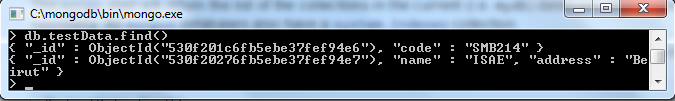 C:\mongodb\bin\mongo.exe
> db.testData.find()
{ "_id" : ObjectId("530f201c6fb5ebe37fef94e6"), "code" : "SMB214" }
{ "_id" : ObjectId("530f20276fb5ebe37fef94e7"), "name" : "ISAE", "address" : "Be
irut" }
> _